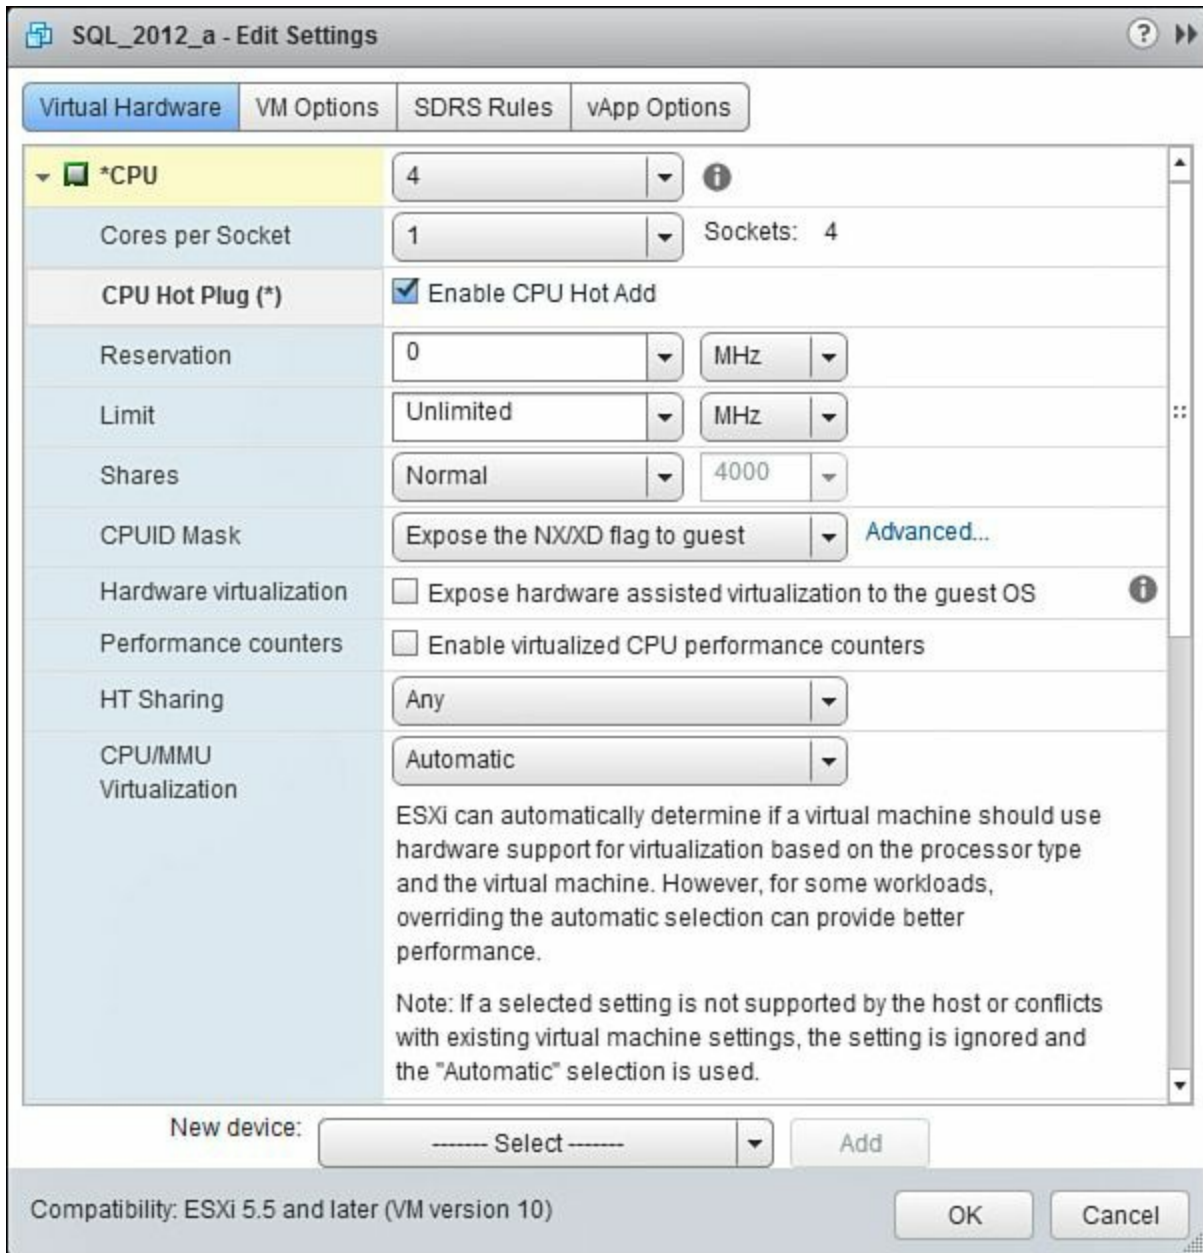 SQL_2012_a - Edit Settings
?
Virtual Hardware VM Options SDRS Rules vApp Options
*CPU 4
Cores per Socket 1 Sockets: 4
CPU Hot Plug (*) Enable CPU Hot Add
Reservation 0 MHz
Limit Unlimited MHz
Shares Normal 4000
CPUID Mask Expose the NX/XD flag to guest Advanced...
Hardware virtualization Expose hardware assisted virtualization to the guest OS
Performance counters Enable virtualized CPU performance counters
HT Sharing Any
CPU/MMU
Virtualization
Automatic
ESXi can automatically determine if a virtual machine should use
hardware support for virtualization based on the processor type
and the virtual machine. However, for some workloads,
overriding the automatic selection can provide better
performance.
Note: If a selected setting is not supported by the host or conflicts
with existing virtual machine settings, the setting is ignored and
the "Automatic" selection is used.
New device: ------- Select ------- Add
Compatibility: ESXi 5.5 and later (VM version 10) OK Cancel